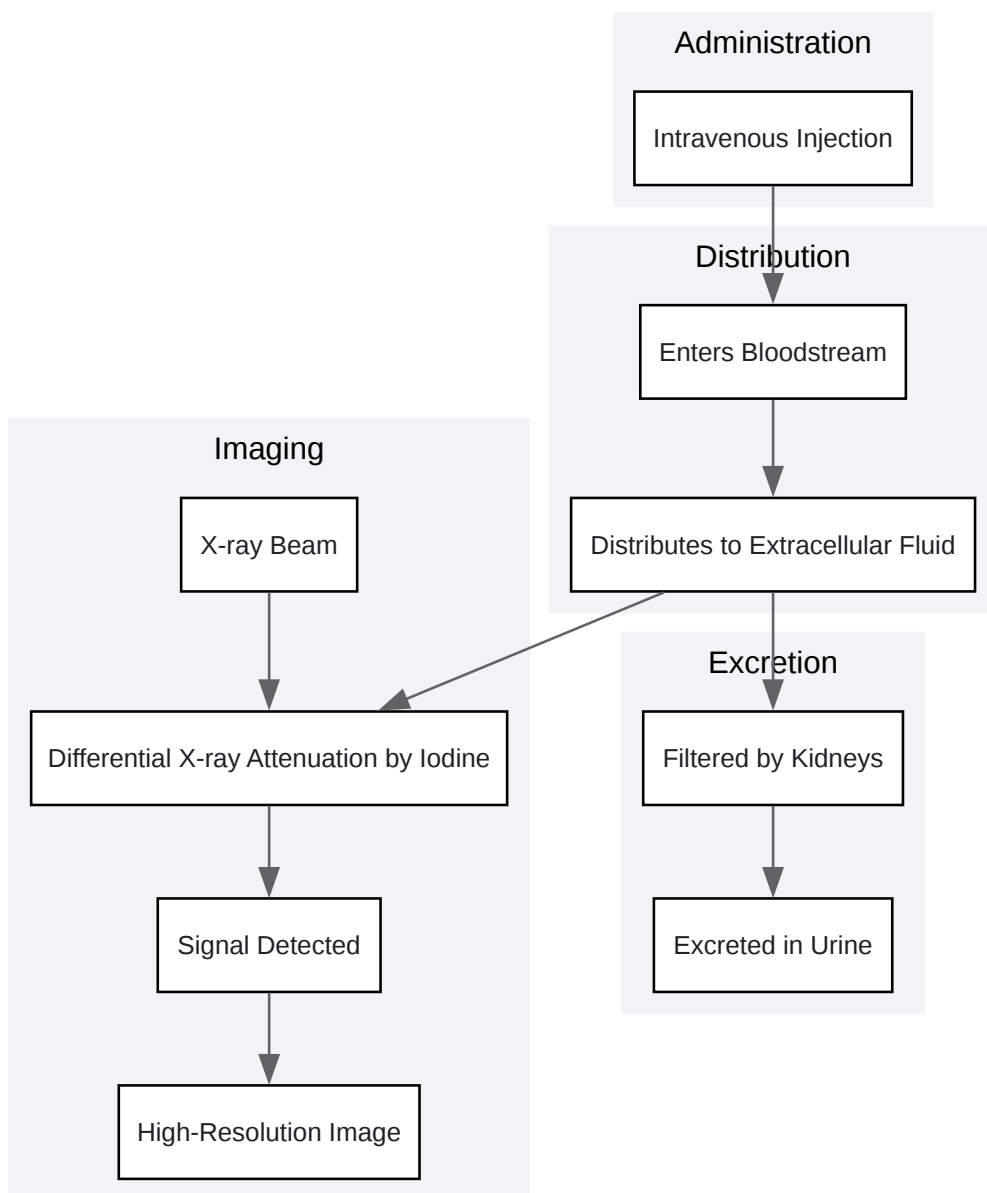 Administration
Intravenous Injection
Distribution
Enters Bloodstream
Distributes to Extracellular Fluid
Imaging
X-ray Beam
Differential X-ray Attenuation by Iodine
Signal Detected
High-Resolution Image
Excretion
Filtered by Kidneys
Excreted in Urine